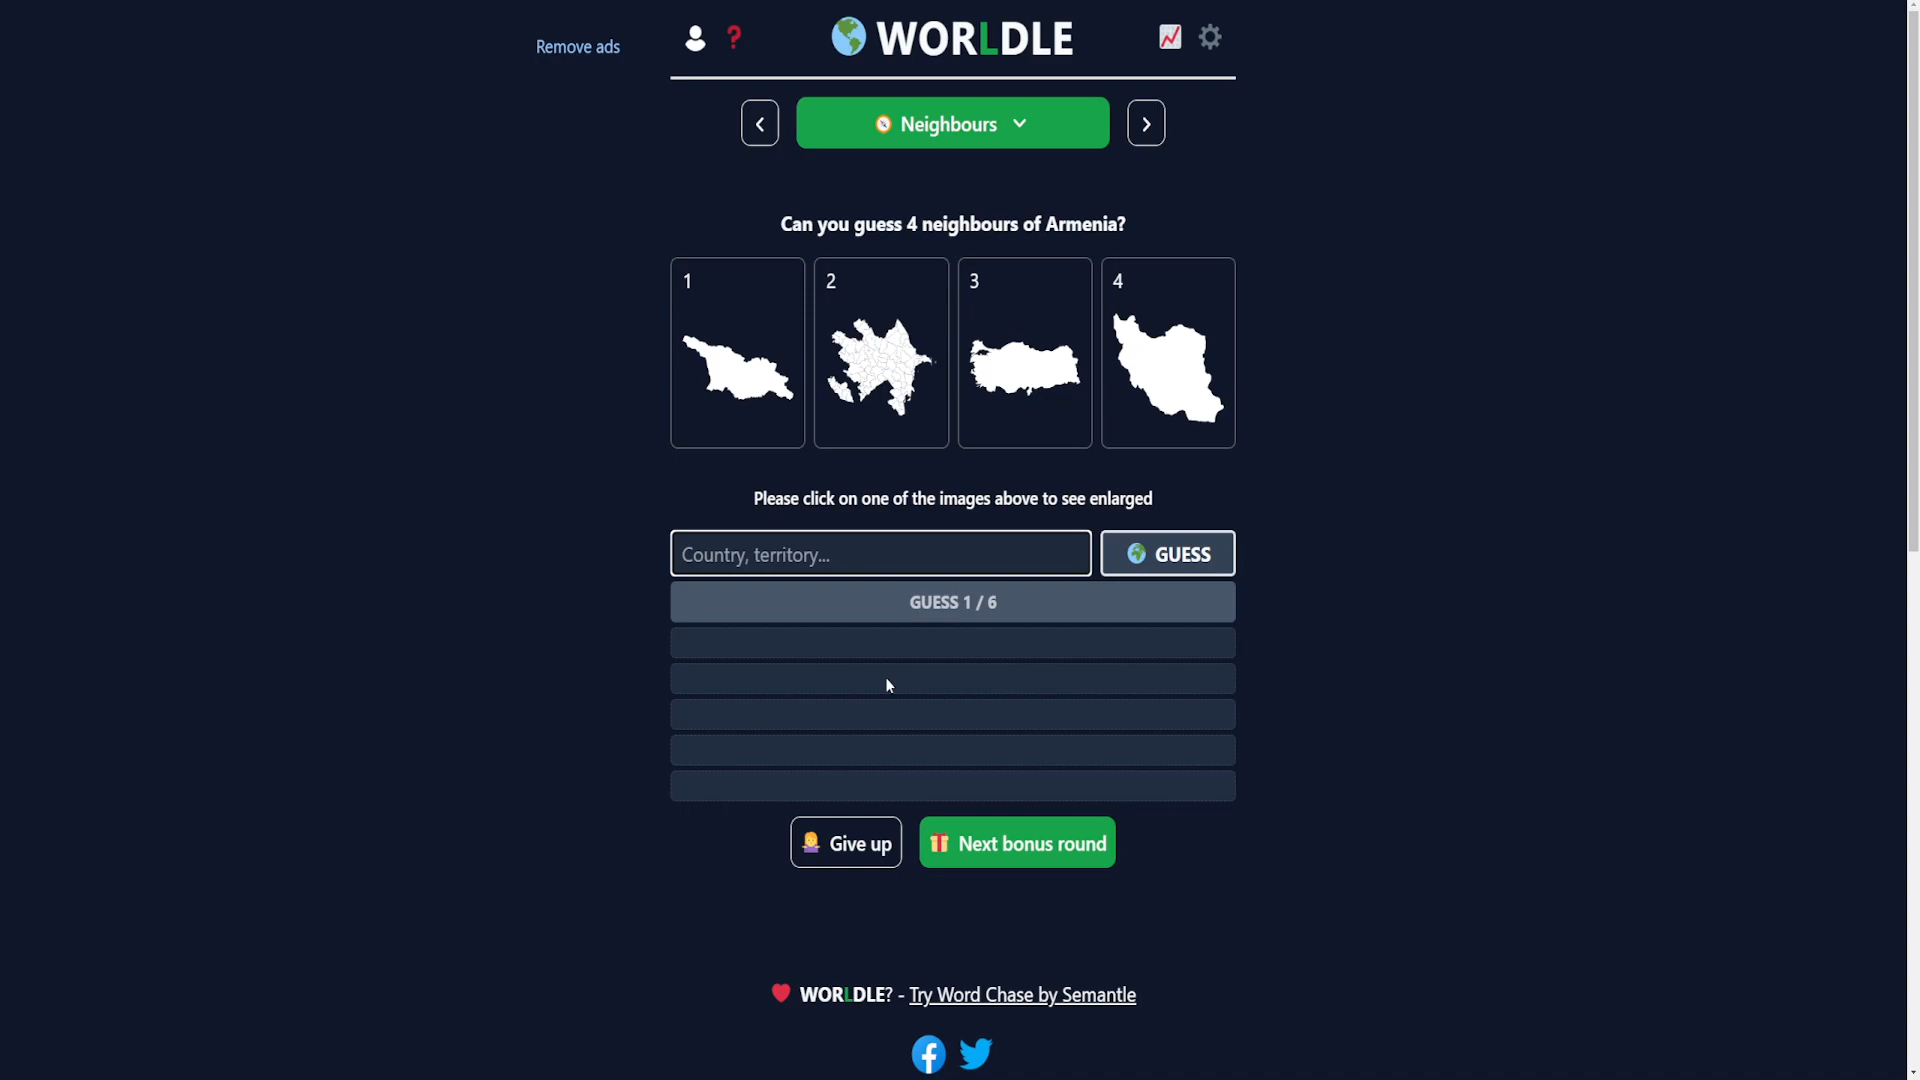 Remove ads
?
WORLDLE
Neighbours
Can you guess 4 neighbours of Armenia?
1
2
3
4
Please click on one of the images above to see enlarged
Country, territory...
GUESS
GUESS 1 / 6
Give up
Next bonus round
WORLDLE? - Try Word Chase by Semantle